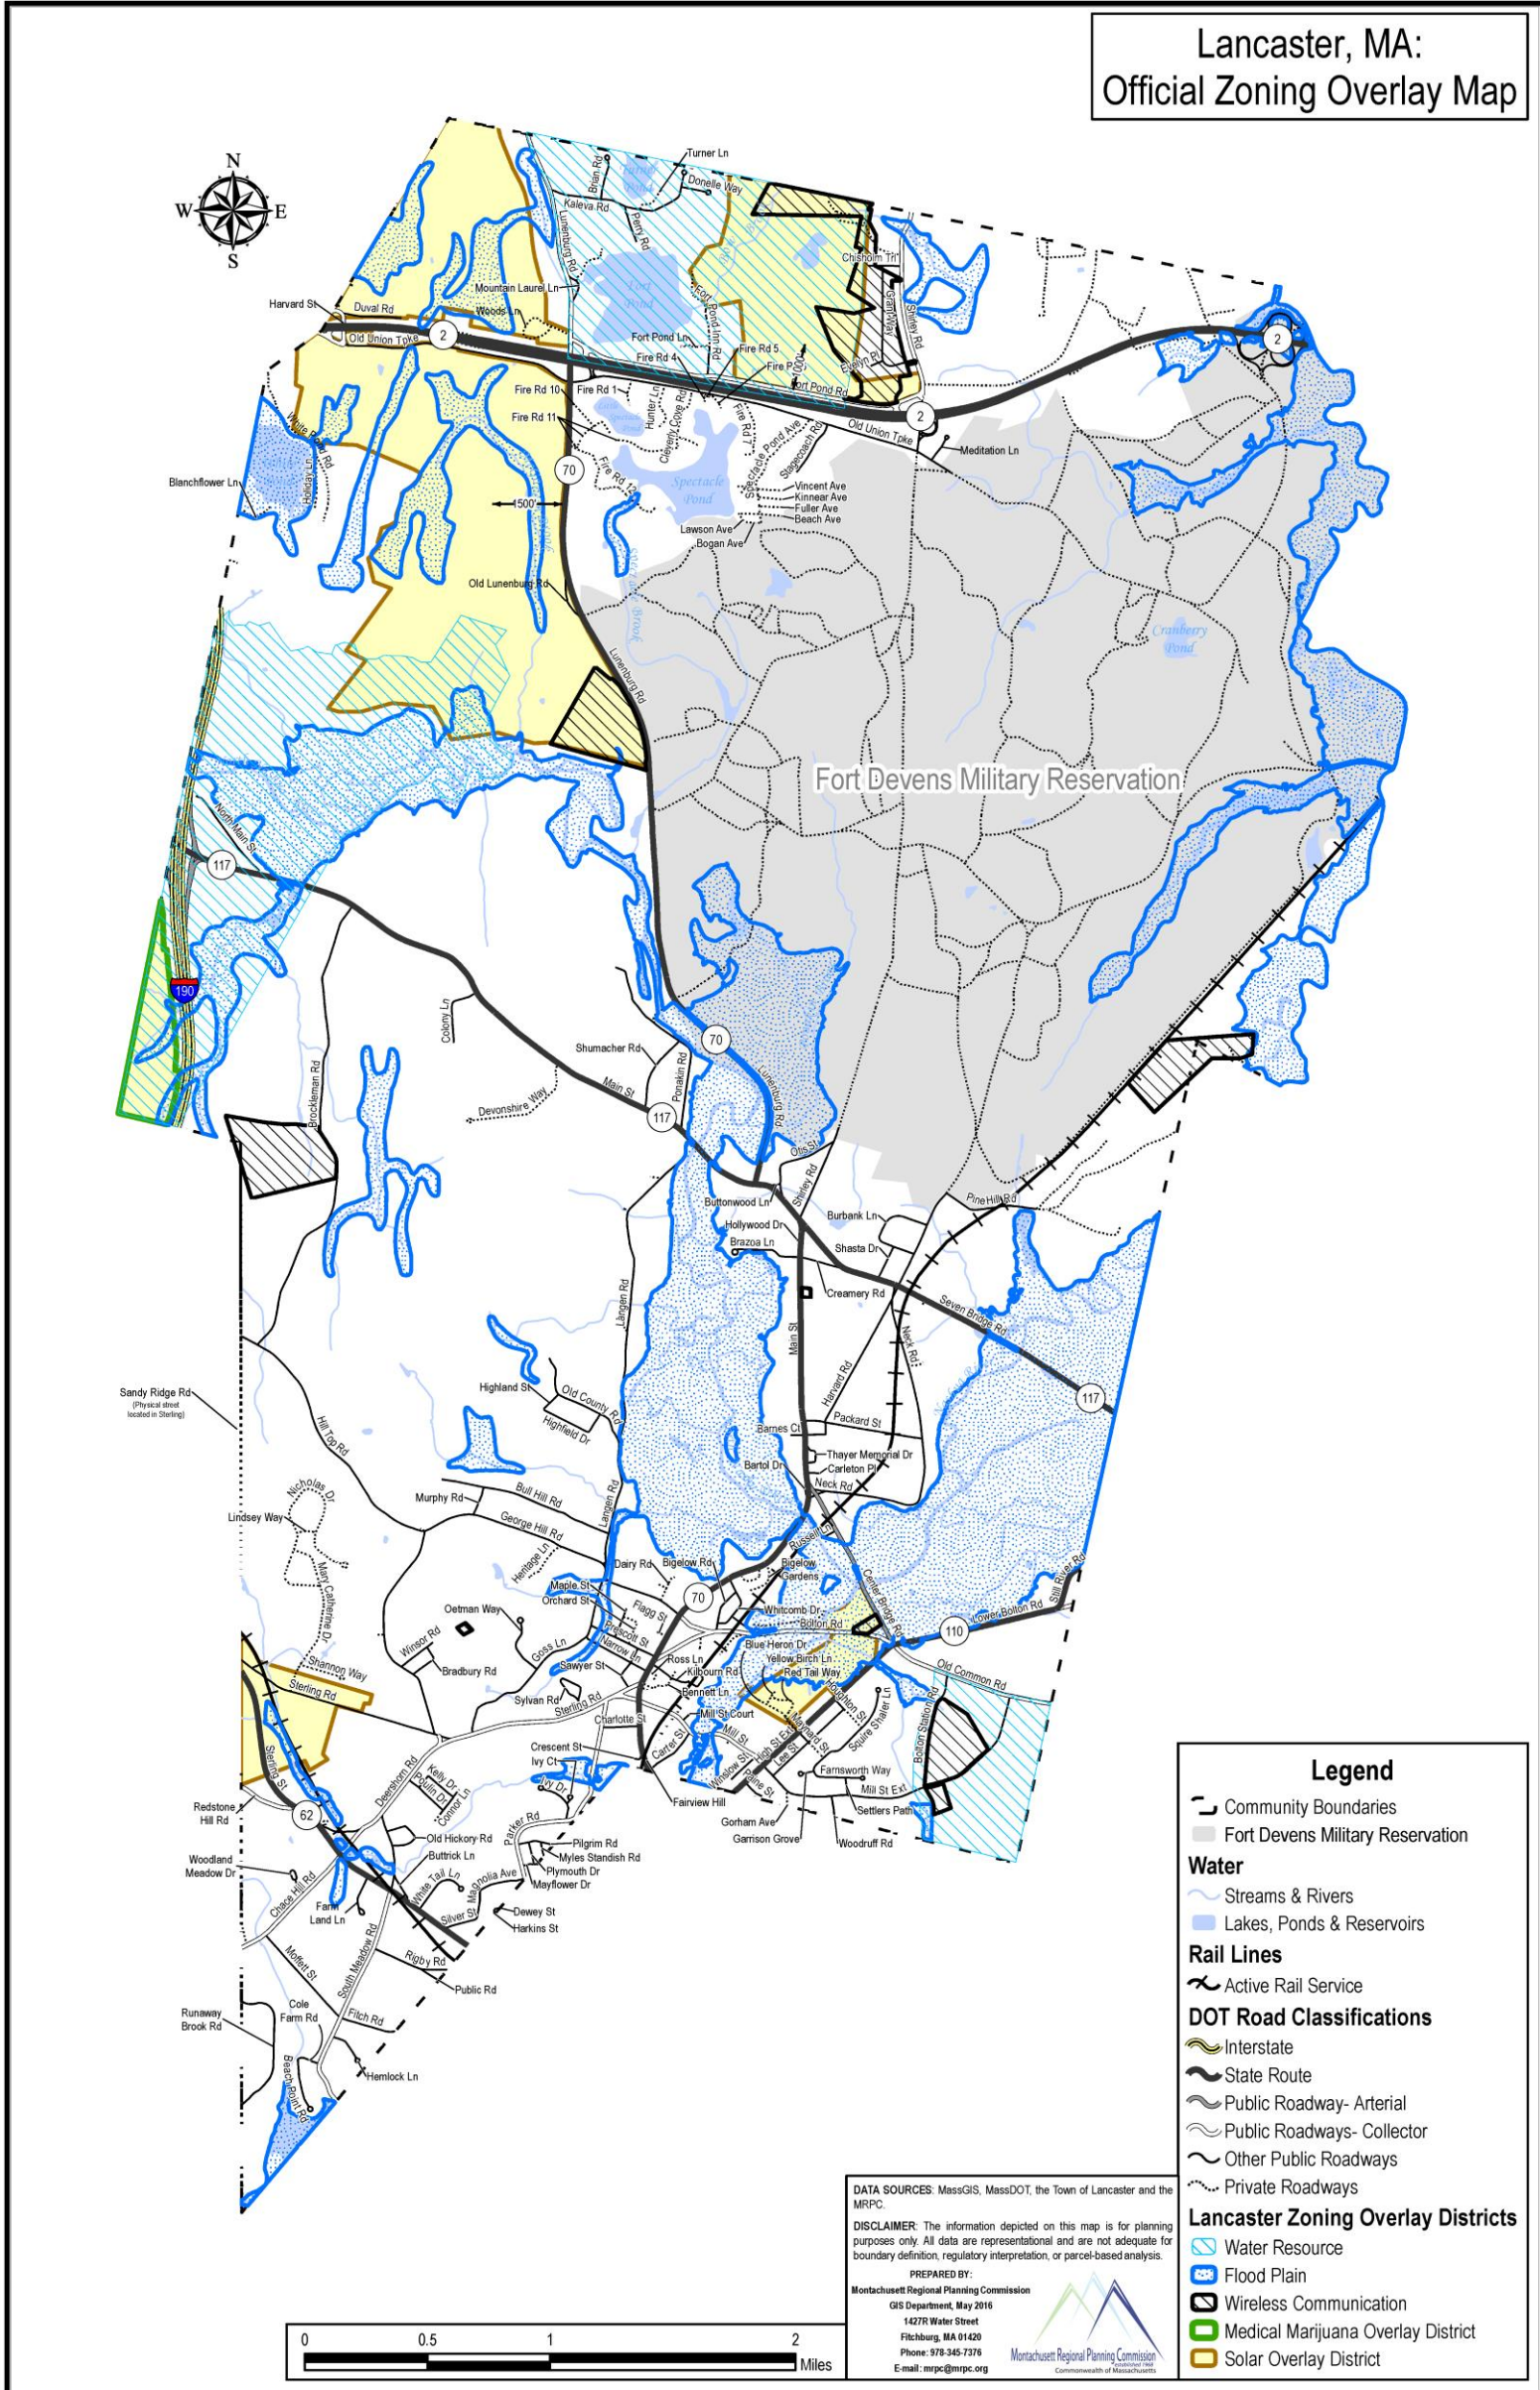 Lancaster, MA:
Official Zoning Overlay Map
N
W
E
S
Turner Ln
Brian Rd
Turner
Pond
Donelle Way
Kaleva Rd
Lunenburg Rd
Perry Rd
Chisholm Trl
Fort
Pond
Mountain Laurel Ln
Grant Way
Shirley Rd
Harvard St
Duval Rd
Woods Ln
Fort Pond Inn Rd
Old Union Tpke
2
2
Fort Pond Ln
Fire Rd 5
Fire Rd 4
1000'
Evelyn Pl
Fort Pond Rd
Fire Rd 10
Fire Rd 1
Hunter Ln
Cleverly Cove Rd
Fire Rd 7
2
Fire Rd 11
Old Union Tpke
Spectacle Pond Ave
Stagecoach Rd
Meditation Ln
White Pond Rd
70
Fire Rd 12
Blanchflower Ln
Holiday Ln
Spectacle
Pond
Vincent Ave
Kinnear Ave
1500'
Fuller Ave
Beach Ave
Lawson Ave
Bogan Ave
Old Lunenburg Rd
Cranberry
Pond
Lunenburg Rd
Fort Devens Military Reservation
North Main St
117
190
Colony Ln
70
Shumacher Rd
Brockleman Rd
Main St
Ponakin Rd
Lunenburg Rd
Devonshire Way
117
Otis St
Shirley Rd
Buttonwood Ln
Pine Hill Rd
Hollywood Dr
Burbank Ln
Brazoa Ln
Shasta Dr
Creamery Rd
Langen Rd
Seven Bridge Rd
Main St
Neck Rd
Harvard Rd
Sandy Ridge Rd
(Physical street
located in Sterling)
Highland St
Old County Rd
117
Highfield Dr
Packard St
Barnes Ct
Hill Top Rd
Thayer Memorial Dr
Bartol Dr
Carleton Pl
Neck Rd
Nicholas Dr
Bull Hill Rd
Langen Rd
Murphy Rd
Lindsey Way
George Hill Rd
Russell Ln
Heritage Ln
Dairy Rd
Bigelow Rd
Bigelow
Gardens
Still River Rd
Mary Catherine Dr
Maple St
Orchard St
Center Bridge Rd
70
Flagg St
Whitcomb Dr
Lower Bolton Rd
Oetman Way
Bolton Rd
110
Prescott St
Winsor Rd
Goss Ln
Narrow Ln
Blue Heron Dr
Ross Ln
Yellow Birch Ln
Shannon Way
Bradbury Rd
Sawyer St
Kilbourn Rd
Red Tail Way
Old Common Rd
Sterling Rd
Bennett Ln
Houghton St
Sylvan Rd
Sterling Rd
Mill St Court
Squire Shaler Ln
Bolton Station Rd
Charlotte St
Mill St
Maynard St
Sterling St
Crescent St
Carter St
High St Ext
Lee St
Ivy Ct
Winslow St
Deershorn Rd
Kelly Dr
Poulin Dr
Connor Ln
Ivy Dr
Paine St
Farnsworth Way
Mill St Ext
Redstone
Hill Rd
62
Fairview Hill
Settlers Path
Gorham Ave
Garrison Grove
Woodruff Rd
Parker Rd
Old Hickory Rd
Pilgrim Rd
Buttrick Ln
Myles Standish Rd
Woodland
Meadow Dr
Plymouth Dr
White Tail Ln
Magnolia Ave
Mayflower Dr
Chace Hill Rd
Farm
Land Ln
Silver St
Dewey St
Harkins St
Moffett St
South Meadow Rd
Rigby Rd
Public Rd
Cole
Farm Rd
Runaway
Brook Rd
Fitch Rd
Beach Point Rd
Hemlock Ln
Legend
Community Boundaries
Fort Devens Military Reservation
Water
Streams & Rivers
Lakes, Ponds & Reservoirs
Rail Lines
Active Rail Service
DOT Road Classifications
Interstate
State Route
Public Roadway- Arterial
Public Roadways- Collector
Other Public Roadways
Private Roadways
Lancaster Zoning Overlay Districts
Water Resource
Flood Plain
Wireless Communication
Medical Marijuana Overlay District
Solar Overlay District
DATA SOURCES: MassGIS, MassDOT, the Town of Lancaster and the
MRPC.
DISCLAIMER: The information depicted on this map is for planning
purposes only. All data are representational and are not adequate for
boundary definition, regulatory interpretation, or parcel-based analysis.
PREPARED BY:
Montachusett Regional Planning Commission
GIS Department, May 2016
1427R Water Street
Fitchburg, MA 01420
Phone: 978-345-7376
E-mail: mrpc@mrpc.org
Montachusett Regional Planning Commission
Established 1968
Commonwealth of Massachusetts
0
0.5
1
2
Miles